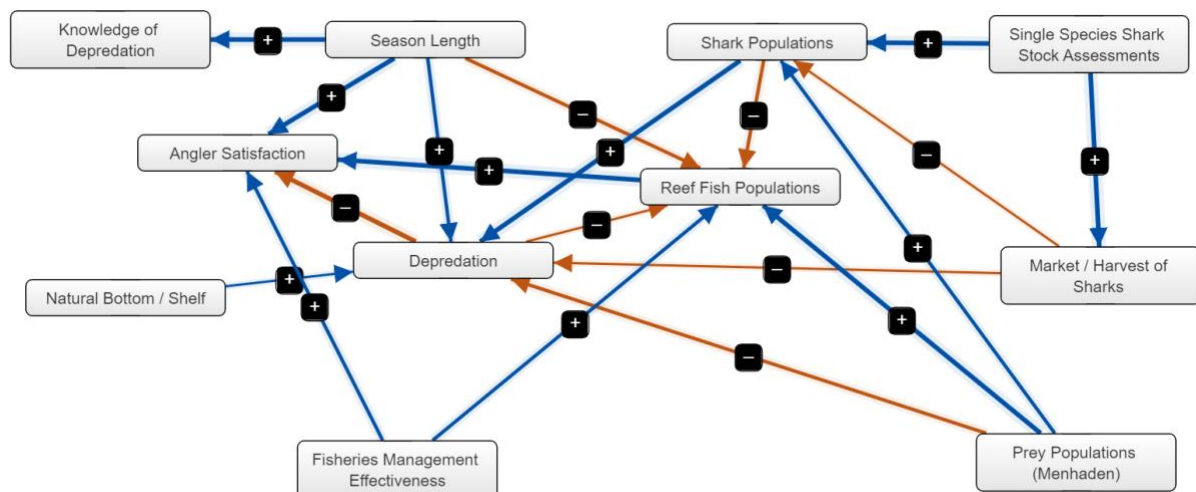 Knowledge of
Depredation
+
Season Length
Shark Populations
+
Single Species Shark
Stock Assessments
+
−
−
+
+
+
−
+
Angler Satisfaction
+
Reef Fish Populations
−
−
Depredation
+
−
Market / Harvest of
Sharks
Natural Bottom / Shelf
+
+
+
+
−
Fisheries Management
Effectiveness
Prey Populations
(Menhaden)